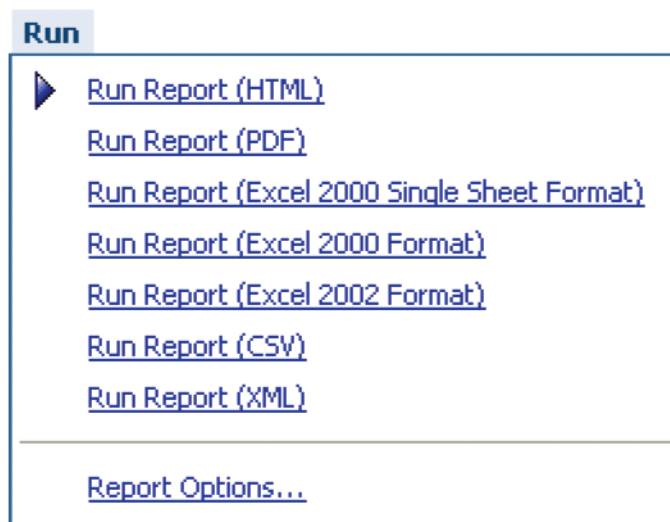 Run
Run Report (HTML)
Run Report (PDF)
Run Report (Excel 2000 Single Sheet Format)
Run Report (Excel 2000 Format)
Run Report (Excel 2002 Format)
Run Report (CSV)
Run Report (XML)
Report Options...